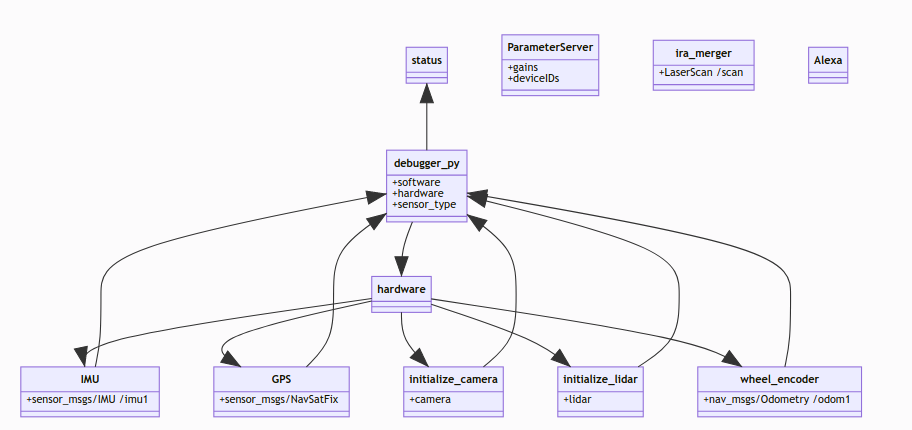 status
ParameterServer
+gains
+deviceIDs
ira_merger
+LaserScan /scan
Alexa
debugger_py
+software
+hardware
+sensor_type
hardware
IMU
+sensor_msgs/IMU /imu1
GPS
+sensor_msgs/NavSatFix
initialize_camera
+camera
initialize_lidar
+lidar
wheel_encoder
+nav_msgs/Odometry /odom1